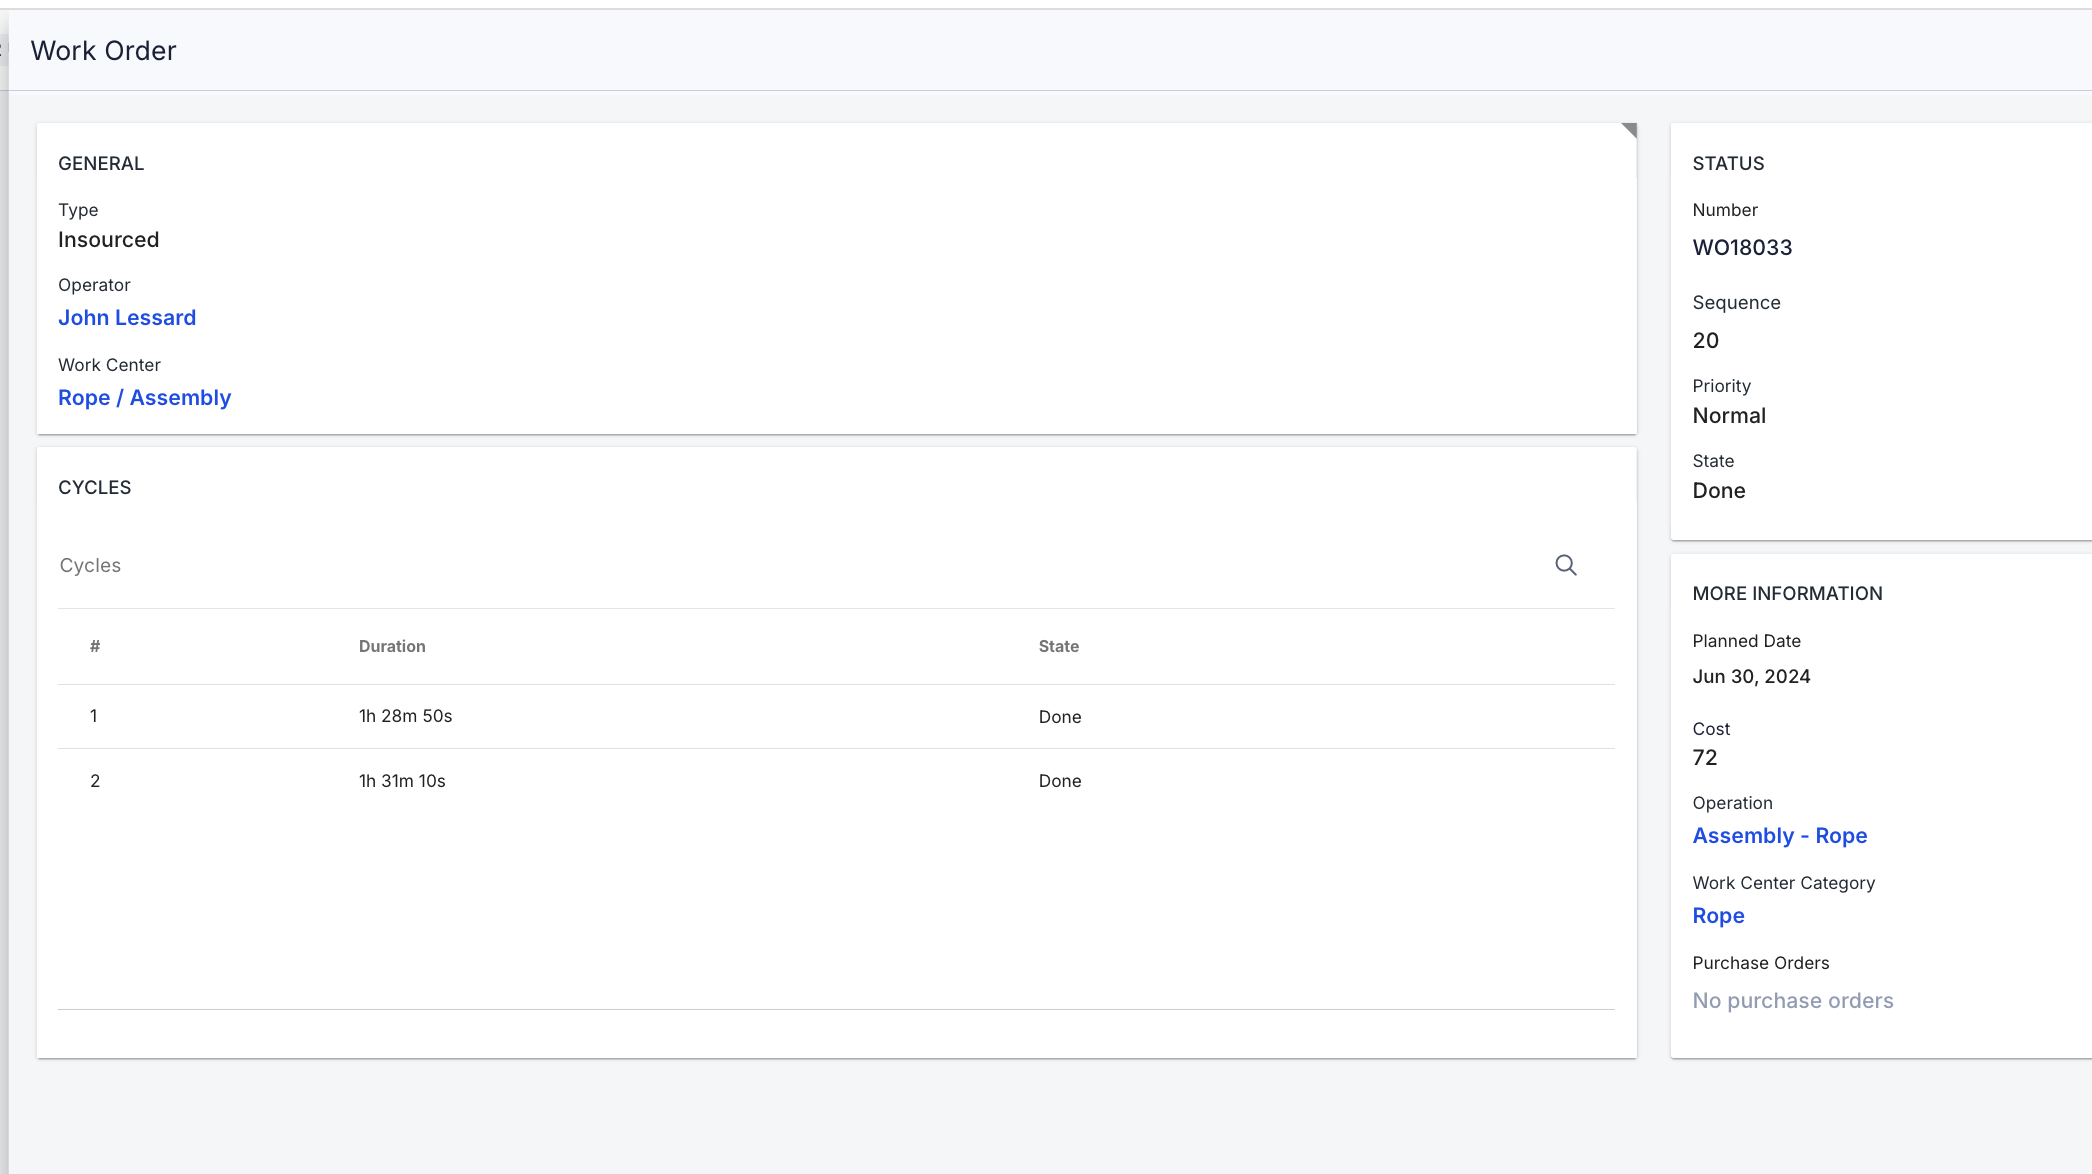 Work Order
GENERAL
Type
Insourced
Operator
John Lessard
Work Center
Rope / Assembly
CYCLES
Cycles
# Duration State
1 1h 28m 50s Done
2 1h 31m 10s Done
STATUS
Number
WO18033
Sequence
20
Priority
Normal
State
Done
MORE INFORMATION
Planned Date
Jun 30, 2024
Cost
72
Operation
Assembly - Rope
Work Center Category
Rope
Purchase Orders
No purchase orders